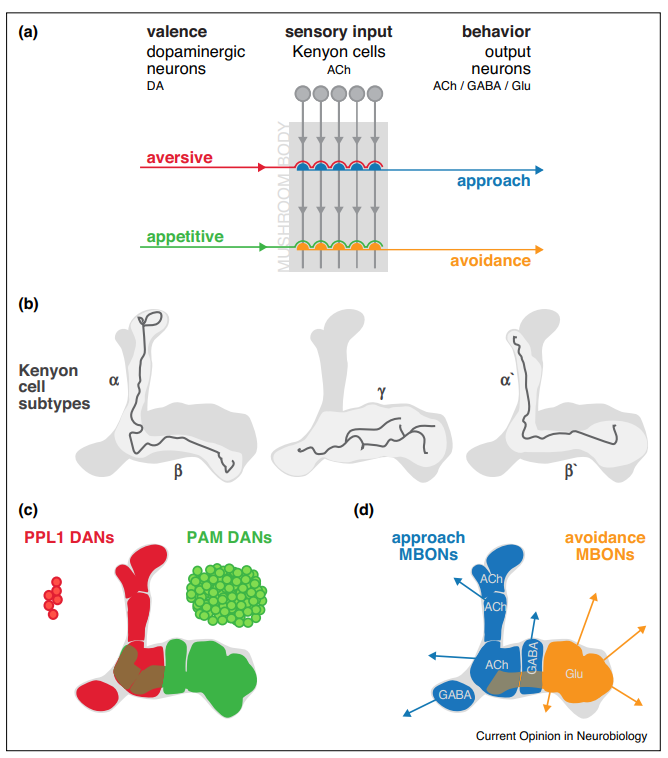 (a)
valence
dopaminergic
neurons
DA
sensory input
Kenyon cells
ACh
behavior
output
neurons
ACh / GABA / Glu
MUSHROOM BODY
aversive
approach
appetitive
avoidance
(b)
Kenyon
cell
subtypes
α
β
γ
α`
β`
(c)
PPL1 DANs
PAM DANs
(d)
approach
MBONs
avoidance
MBONs
ACh
ACh
ACh
GABA
GABA
Glu
Current Opinion in Neurobiology